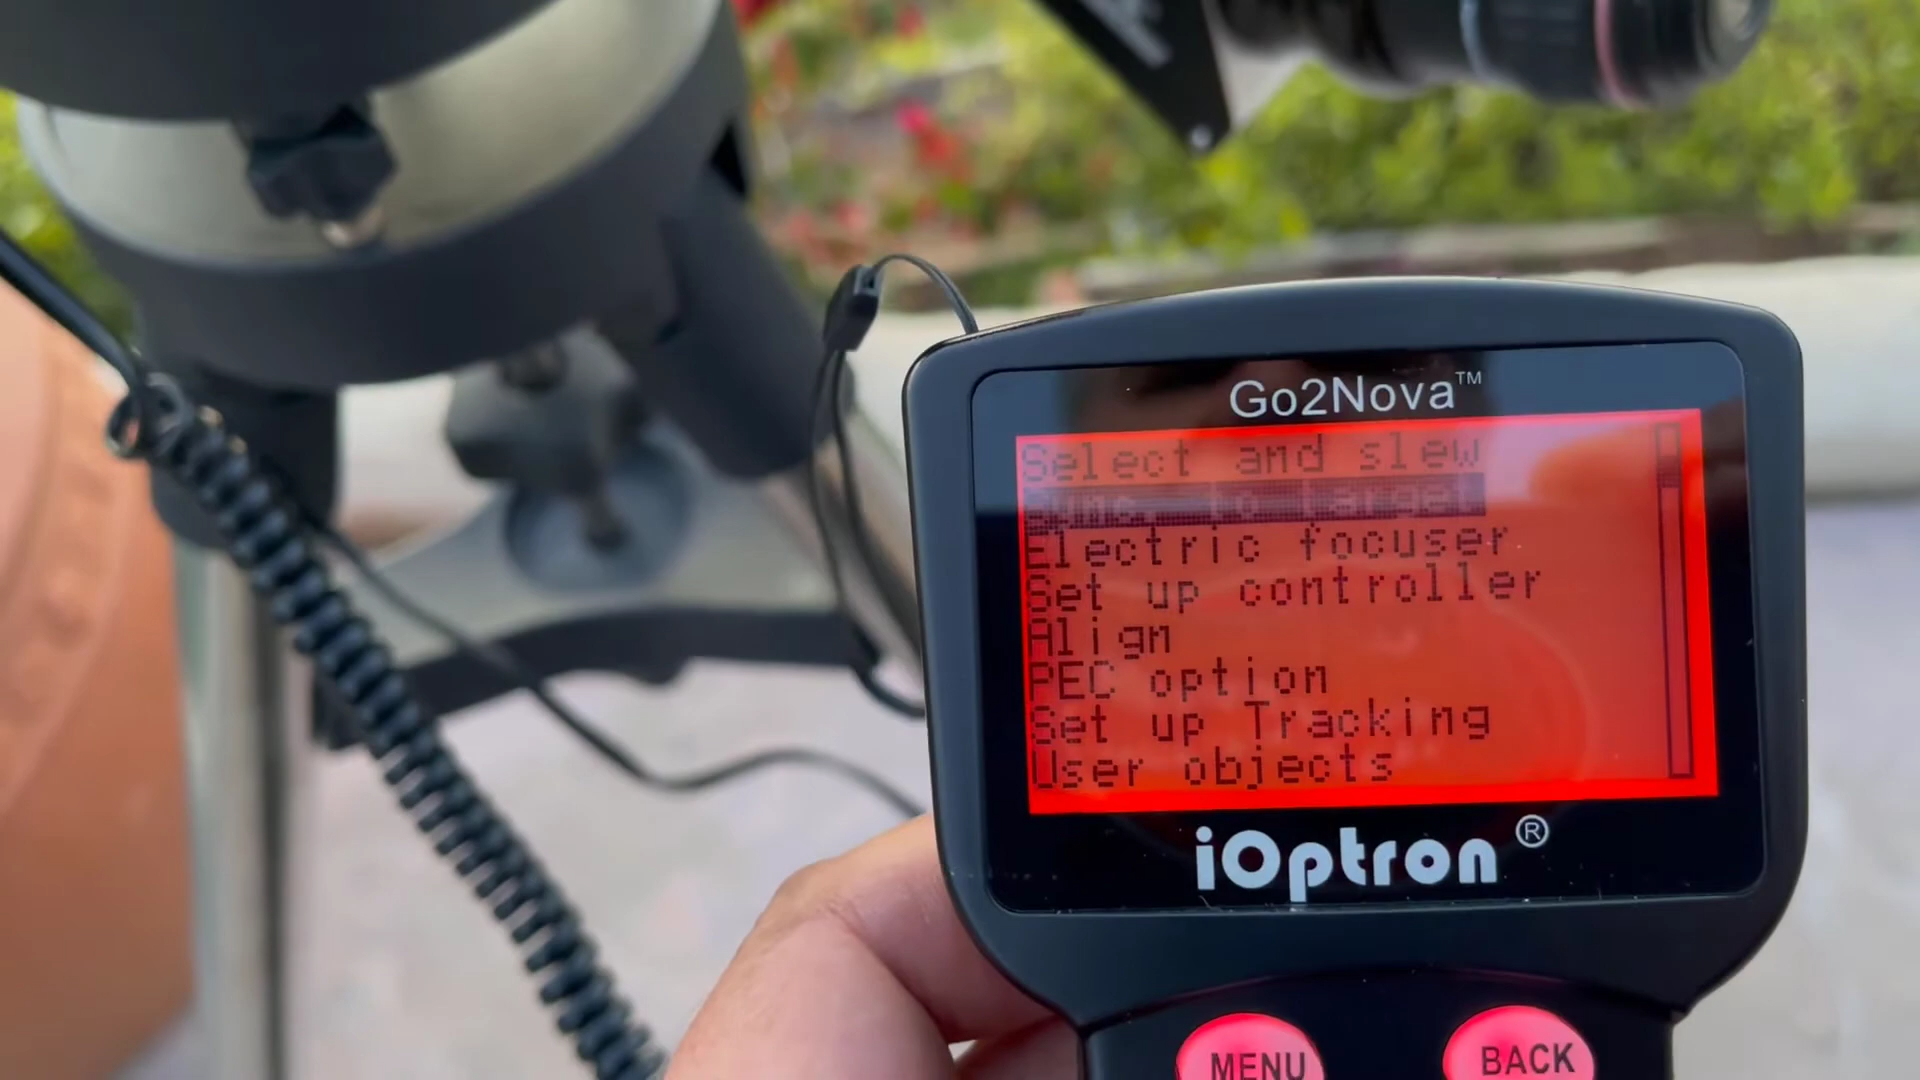 Go2Nova™
Select and slew
Sync. to target
Electric focuser
Set up controller
Align
PEC option
Set up Tracking
User objects
iOptron®
MENU
BACK